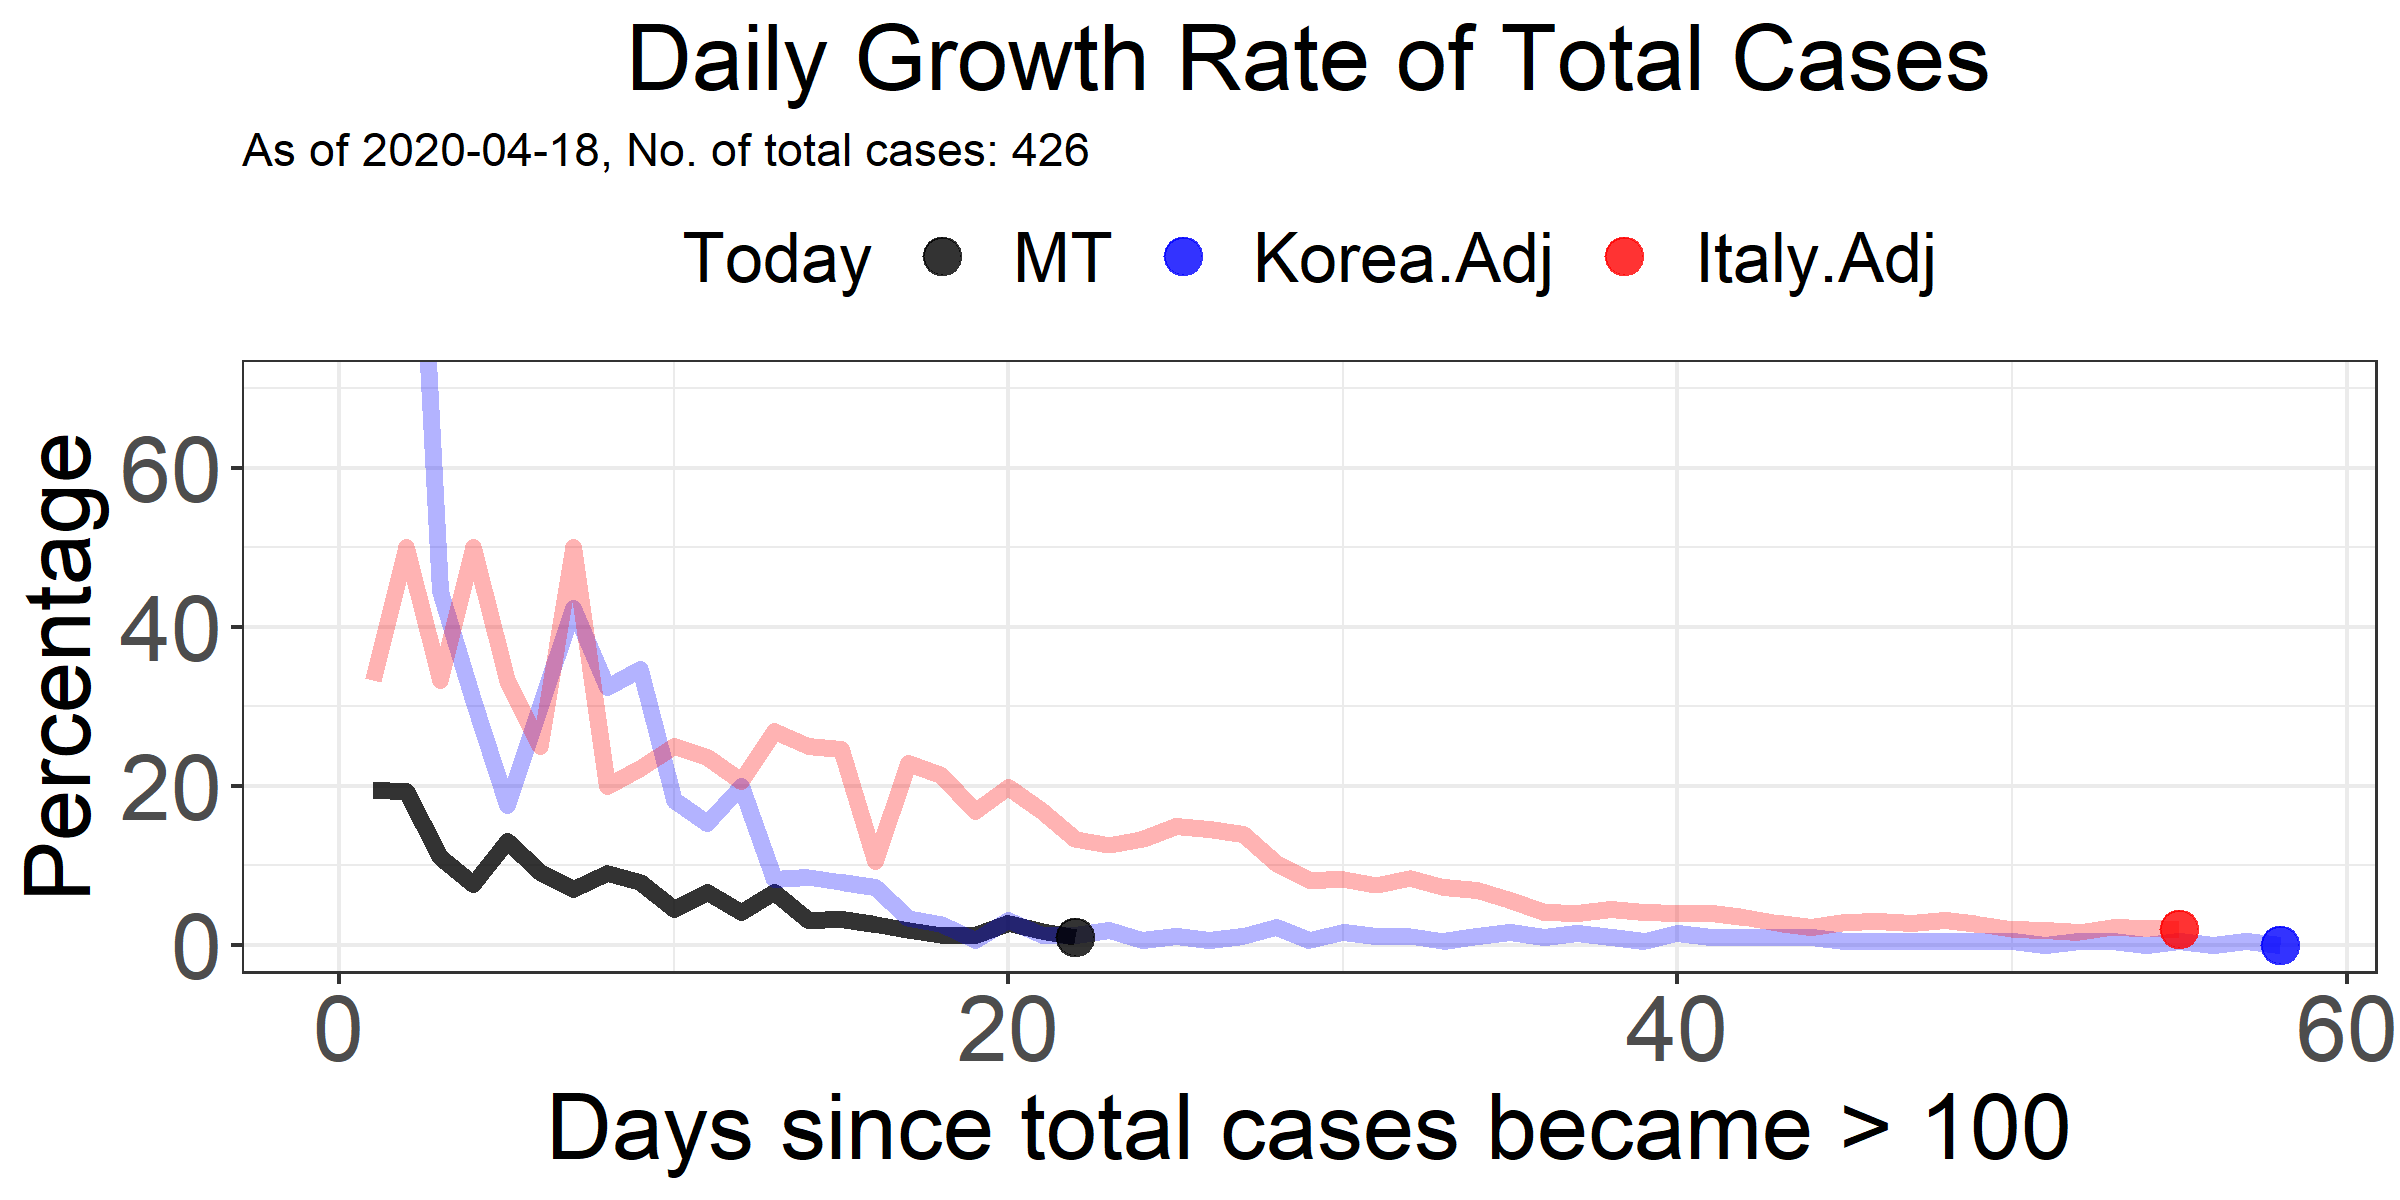 Daily Growth Rate of Total Cases
As of 2020-04-18, No. of total cases: 426
Today MT Korea.Adj Italy.Adj
Percentage
60
40
20
0
0 20 40 60
Days since total cases became > 100